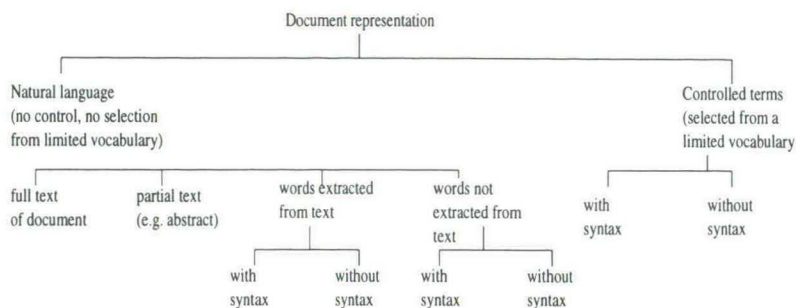 Document representation
Natural language
(no control, no selection
from limited vocabulary)
Controlled terms
(selected from a
limited vocabulary
full text
of document
partial text
(e.g. abstract)
words extracted
from text
words not
extracted from
text
with
syntax
without
syntax
with
syntax
without
syntax
with
syntax
without
syntax